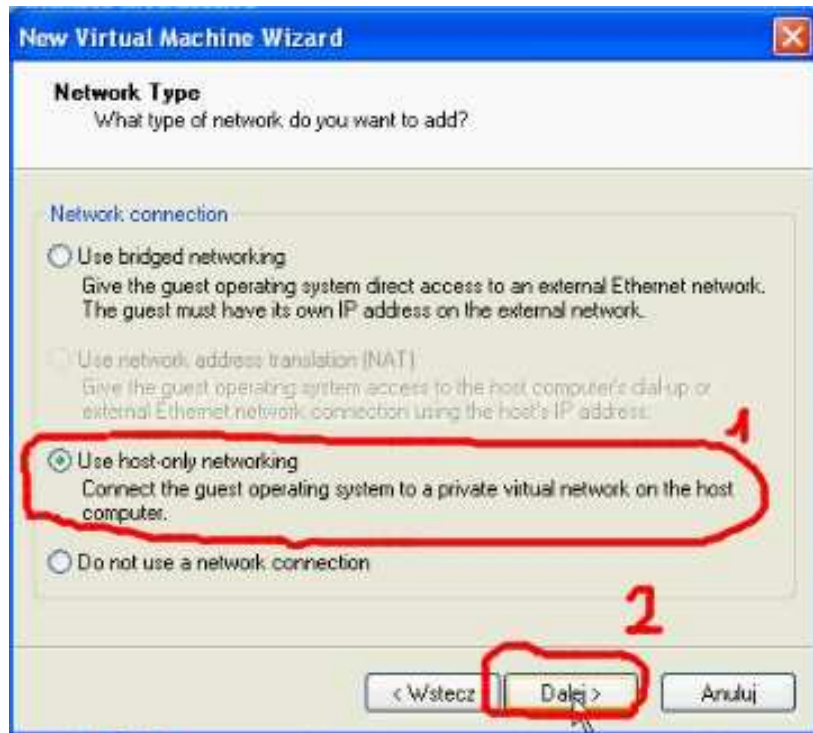 New Virtual Machine Wizard
Network Type
What type of network do you want to add?
Network connection
Use bridged networking
Give the guest operating system direct access to an external Ethernet network.
The guest must have its own IP address on the external network.
Use network address translation (NAT)
Give the guest operating system access to the host computer's dial-up or
external Ethernet network connection using the host's IP address.
1
Use host-only networking
Connect the guest operating system to a private virtual network on the host
computer.
Do not use a network connection
2
< Wstecz
Dalej >
Anuluj